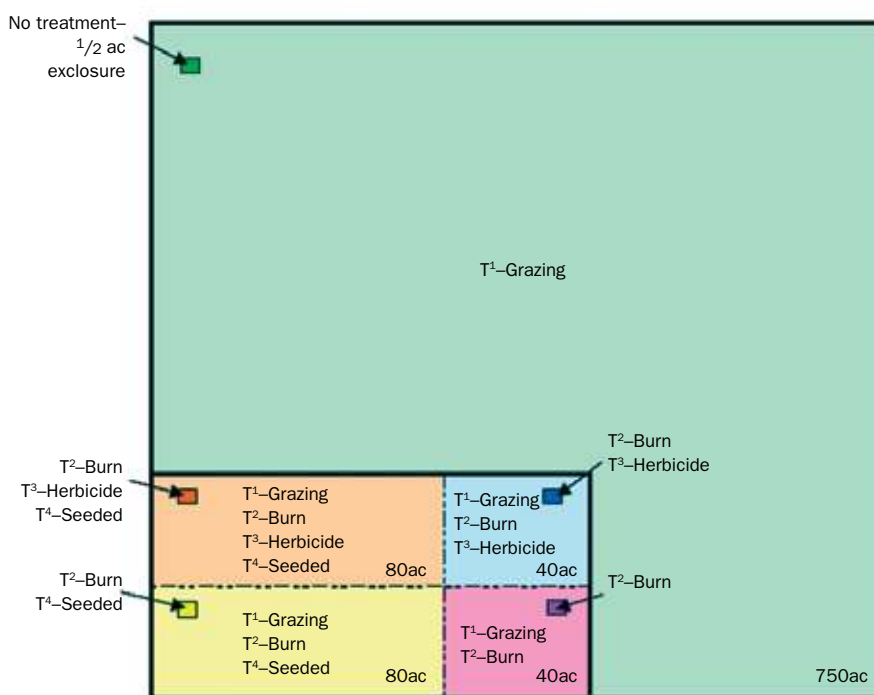 No treatment–
1/2 ac
exclosure
T¹–Grazing
T²–Burn
T³–Herbicide
T²–Burn
T³–Herbicide
T⁴–Seeded
T¹–Grazing
T²–Burn
T³–Herbicide
T⁴–Seeded
80ac
T¹–Grazing
T²–Burn
T³–Herbicide
40ac
T²–Burn
T⁴–Seeded
T¹–Grazing
T²–Burn
T⁴–Seeded
80ac
T¹–Grazing
T²–Burn
40ac
T²–Burn
750ac